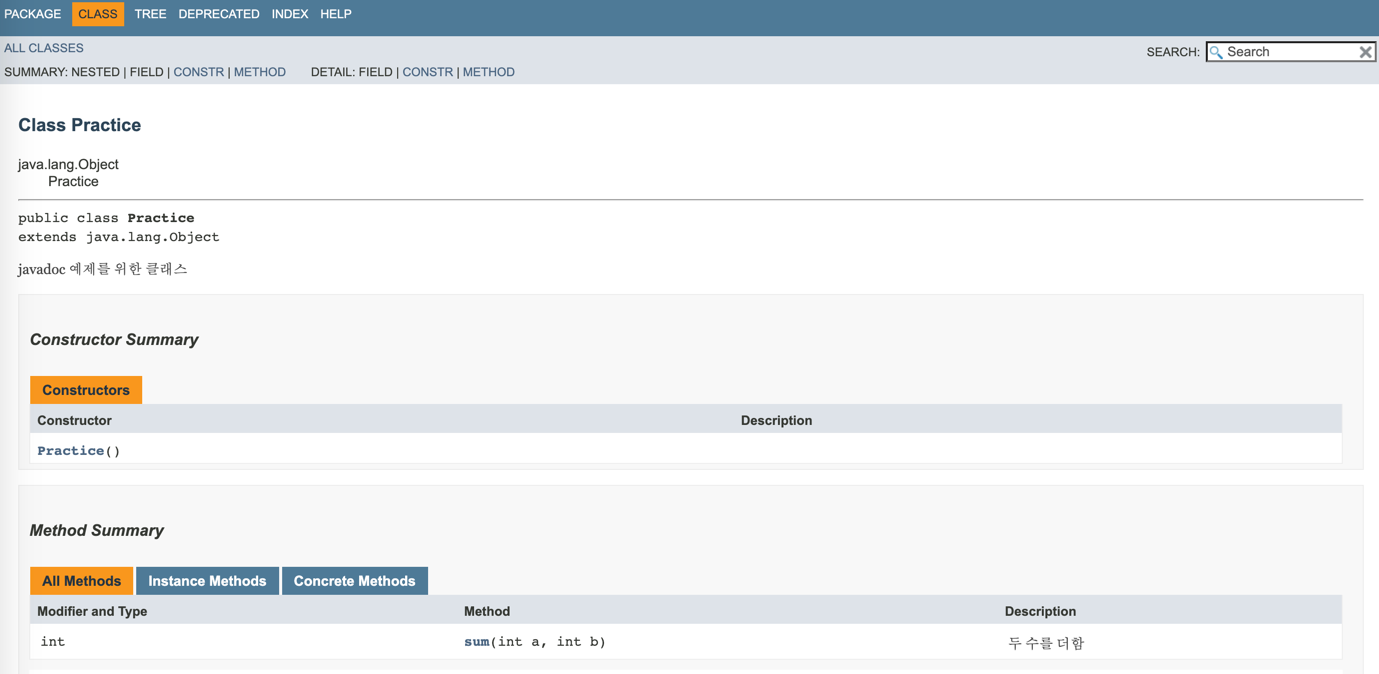 PACKAGE CLASS TREE DEPRECATED INDEX HELP
ALL CLASSES
SEARCH: Search
SUMMARY: NESTED | FIELD | CONSTR | METHOD DETAIL: FIELD | CONSTR | METHOD
Class Practice
java.lang.Object
Practice
public class Practice
extends java.lang.Object
javadoc 예제를 위한 클래스
Constructor Summary
Constructors
Constructor Description
Practice()
Method Summary
All Methods Instance Methods Concrete Methods
Modifier and Type Method Description
int sum(int a, int b) 두 수를 더함